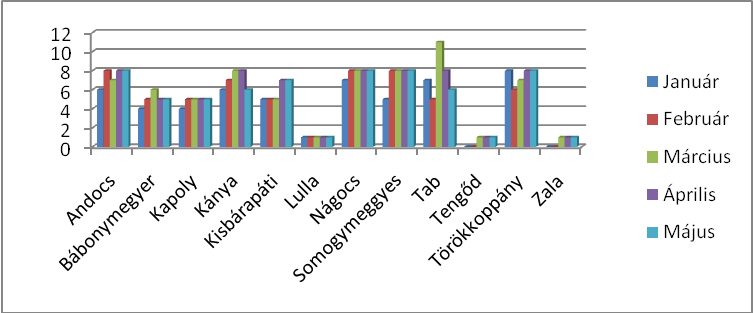 12
10
8
6
4
2
0
Andocs
Bábonymegyer
Kapoly
Kánya
Kisbárapáti
Lulla
Nágocs
Somogymeggyes
Tab
Tengőd
Törökkoppány
Zala
Január
Február
Március
Április
Május